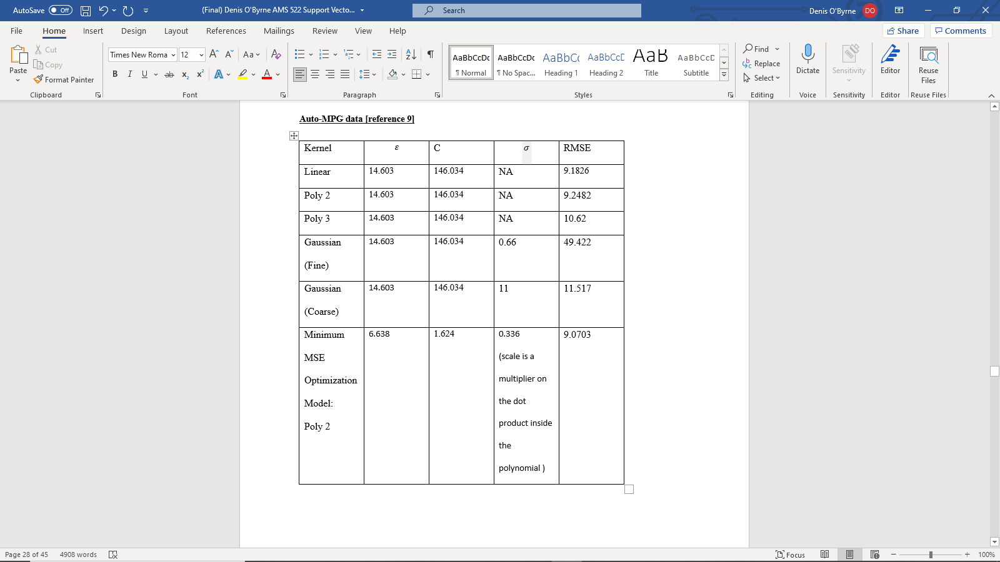 AutoSave Off (Final) Denis O'Byrne AMS 522 Support Vecto... Search Denis O'Byrne DO
File Home Insert Design Layout References Mailings Review View Help Share Comments
Paste Cut Copy Format Painter
Clipboard
Times New Roma 12 A^ A˅ Aa A
B I U ab x₂ x² A A
Font
Paragraph
AaBbCcDc AaBbCcDc AaBbC( AaBbCcE AaB AaBbCcD
¶ Normal ¶ No Spac... Heading 1 Heading 2 Title Subtitle
Styles
Find
Replace
Select
Editing
Dictate
Voice
Sensitivity
Sensitivity
Editor
Editor
Reuse
Files
Reuse Files
Auto-MPG data [reference 9]
Kernel ε C σ RMSE
Linear 14.603 146.034 NA 9.1826
Poly 2 14.603 146.034 NA 9.2482
Poly 3 14.603 146.034 NA 10.62
Gaussian 14.603 146.034 0.66 49.422
(Fine)
Gaussian 14.603 146.034 11 11.517
(Coarse)
Minimum 6.638 1.624 0.336 9.0703
MSE (scale is a
Optimization multiplier on
Model: the dot
Poly 2 product inside
the
polynomial )
Page 28 of 45 4908 words Focus 100%